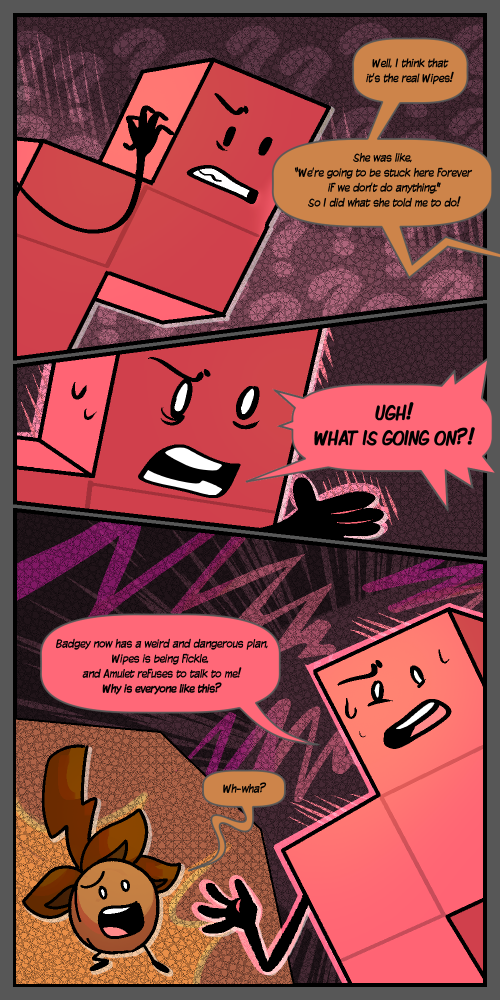 Well, I think that
it's the real Wipes!
She was like,
"We're going to be stuck here forever
if we don't do anything."
So I did what she told me to do!
UGH!
WHAT IS GOING ON?!
Badgey now has a weird and dangerous plan,
Wipes is being fickle,
and Amulet refuses to talk to me!
Why is everyone like this?
Wh-wha?